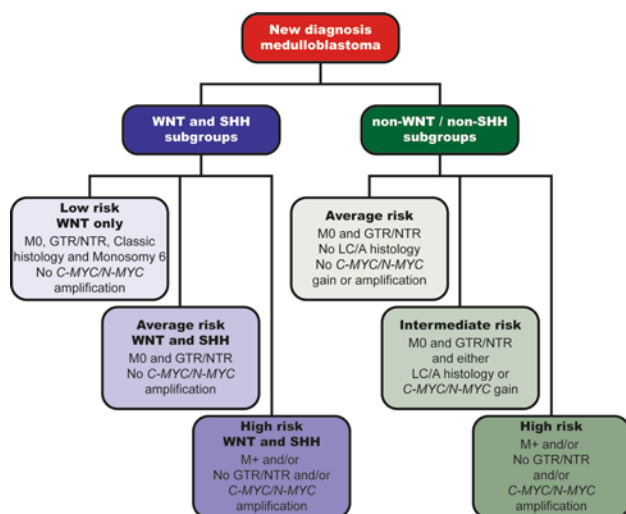 New diagnosis
medulloblastoma
WNT and SHH
subgroups
non-WNT / non-SHH
subgroups
Low risk
WNT only
M0, GTR/NTR, Classic
histology and Monosomy 6
No C-MYC/N-MYC
amplification
Average risk
WNT and SHH
M0 and GTR/NTR
No C-MYC/N-MYC
amplification
High risk
WNT and SHH
M+ and/or
No GTR/NTR and/or
C-MYC/N-MYC
amplification
Average risk
M0 and GTR/NTR
No LC/A histology
No C-MYC/N-MYC
gain or amplification
Intermediate risk
M0 and GTR/NTR
and either
LC/A histology or
C-MYC/N-MYC gain
High risk
M+ and/or
No GTR/NTR
and/or
C-MYC/N-MYC
amplification